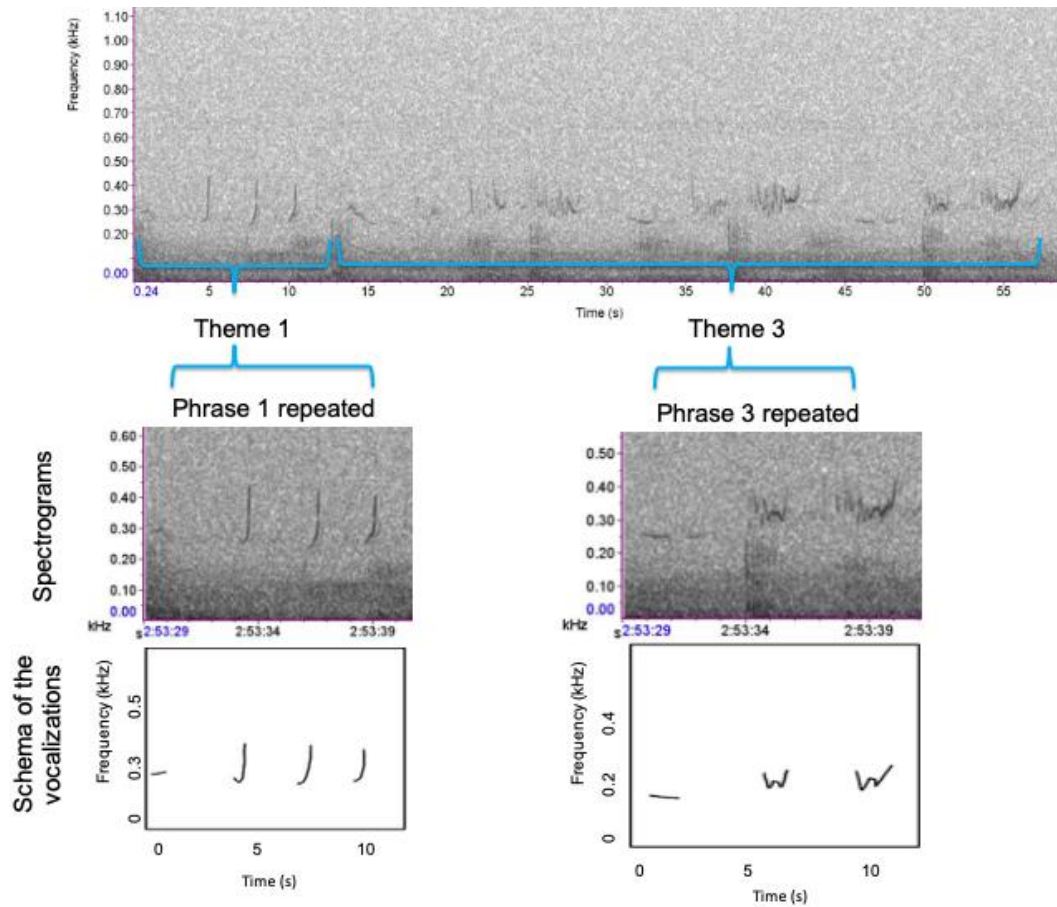 Frequency (kHz)
1.10
1.00
0.90
0.80
0.70
0.60
0.50
0.40
0.30
0.20
0.00
0.24 5 10 15 20 25 30 35 40 45 50 55
Time (s)
Theme 1 Theme 3
Phrase 1 repeated Phrase 3 repeated
Spectrograms
0.60
0.50
0.40
0.30
0.20
0.10
0.00
kHz
s 2:53:29 2:53:34 2:53:39
0.50
0.40
0.30
0.20
0.10
0.00
kHz
s 2:53:29 2:53:34 2:53:39
Schema of the
vocalizations
Frequency (kHz)
0.5
0.3
0
0 5 10
Time (s)
Frequency (kHz)
0.4
0.2
0
0 5 10
Time (s)